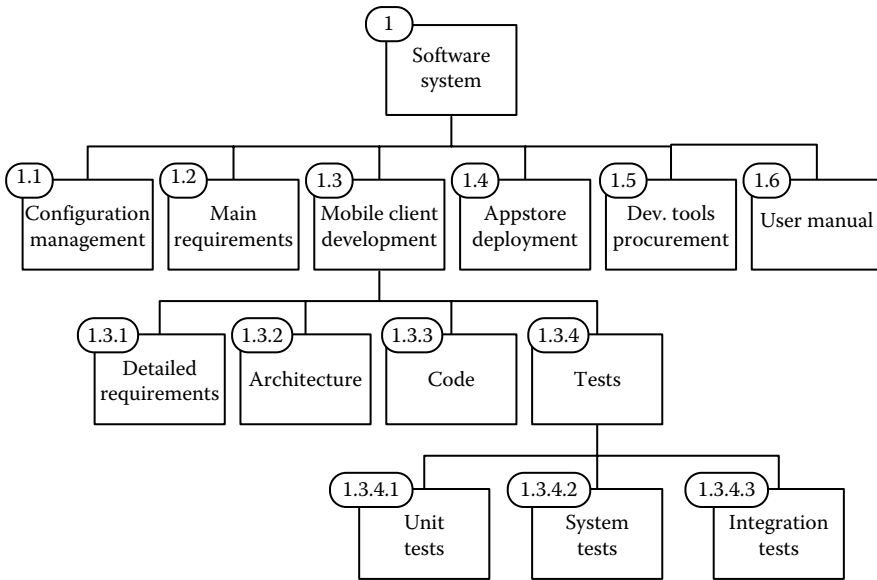 1
Software
system
1.1
Configuration
management
1.2
Main
requirements
1.3
Mobile client
development
1.4
Appstore
deployment
1.5
Dev. tools
procurement
1.6
User manual
1.3.1
Detailed
requirements
1.3.2
Architecture
1.3.3
Code
1.3.4
Tests
1.3.4.1
Unit
tests
1.3.4.2
System
tests
1.3.4.3
Integration
tests